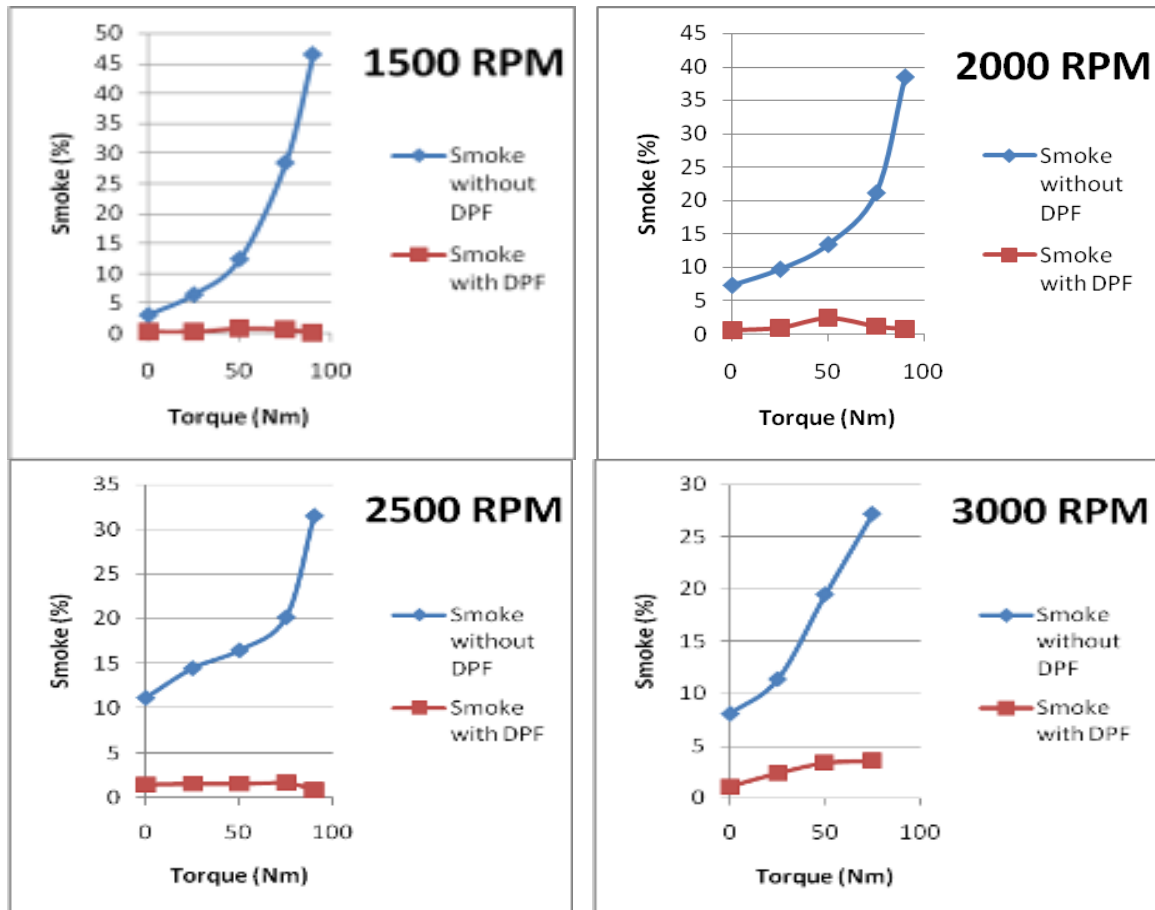 1500 RPM
50
45
40
35
30
25
20
15
10
5
0
Smoke (%)
0 50 100
Torque (Nm)
Smoke
without
DPF
Smoke
with DPF
2000 RPM
45
40
35
30
25
20
15
10
5
0
Smoke (%)
0 50 100
Torque (Nm)
Smoke
without
DPF
Smoke
with DPF
2500 RPM
35
30
25
20
15
10
5
0
Smoke (%)
0 50 100
Torque (Nm)
Smoke
without
DPF
Smoke
with DPF
3000 RPM
30
25
20
15
10
5
0
Smoke (%)
0 50 100
Torque (Nm)
Smoke
without
DPF
Smoke
with DPF